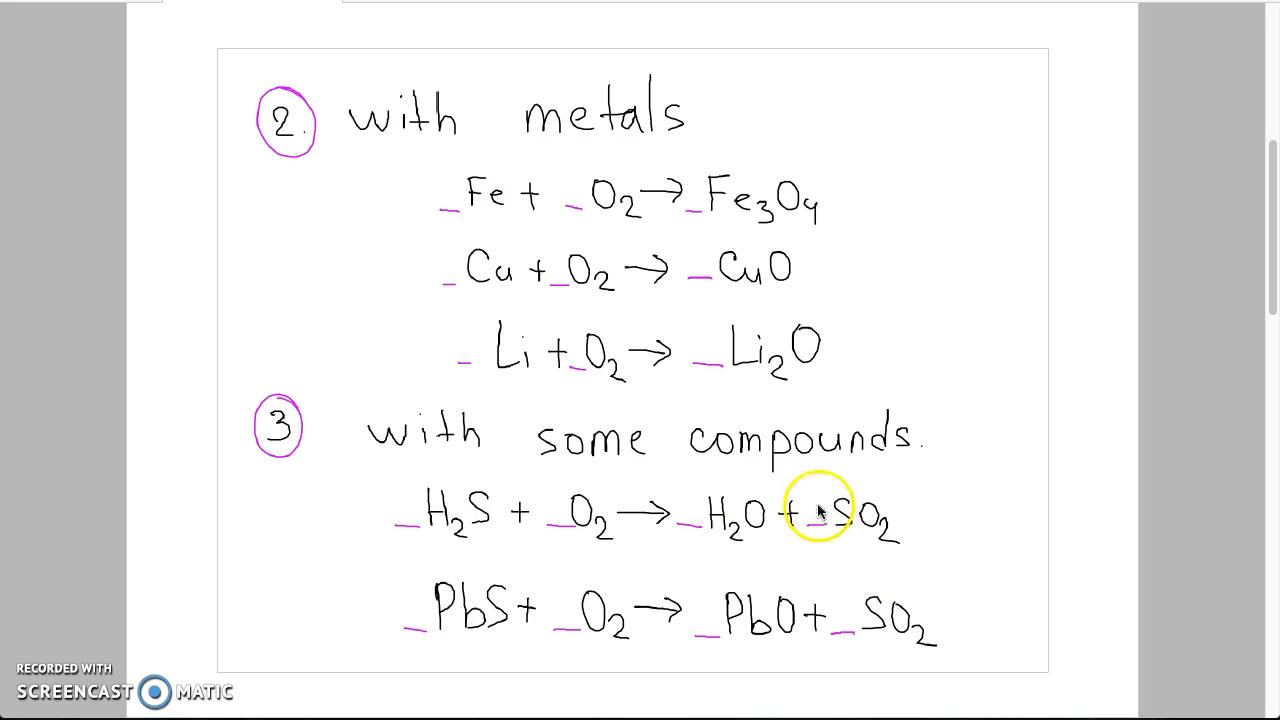 2. with metals
_Fe + _O₂→_Fe₃O₄
_Cu +_O₂ → _CuO
_ Li +_O₂ → _Li₂O
3 with some compounds.
_H₂S + _O₂ → _H₂O + _SO₂
_PbS + _O₂ → _PbO + _SO₂
RECORDED WITH
SCREENCAST MATIC